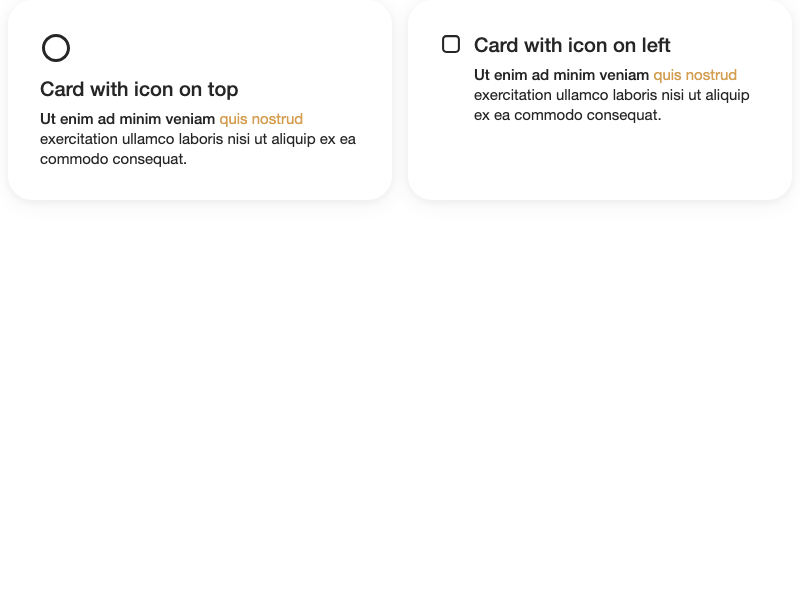 Card with icon on top
Ut enim ad minim veniam quis nostrud
exercitation ullamco laboris nisi ut aliquip ex ea
commodo consequat.
Card with icon on left
Ut enim ad minim veniam quis nostrud
exercitation ullamco laboris nisi ut aliquip
ex ea commodo consequat.